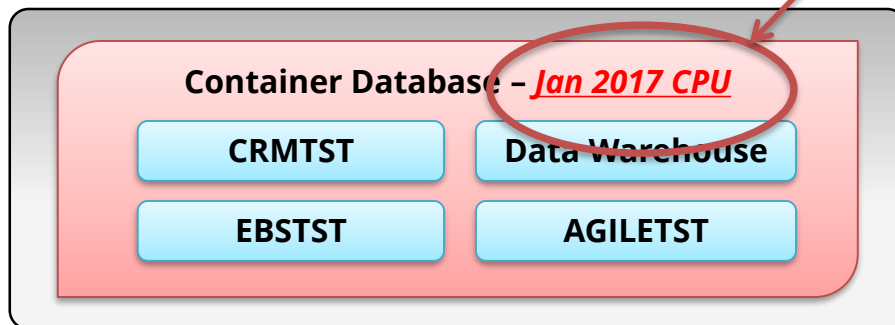 Container Database – Jan 2017 CPU
CRMTST
Data Warehouse
EBSTST
AGILETST